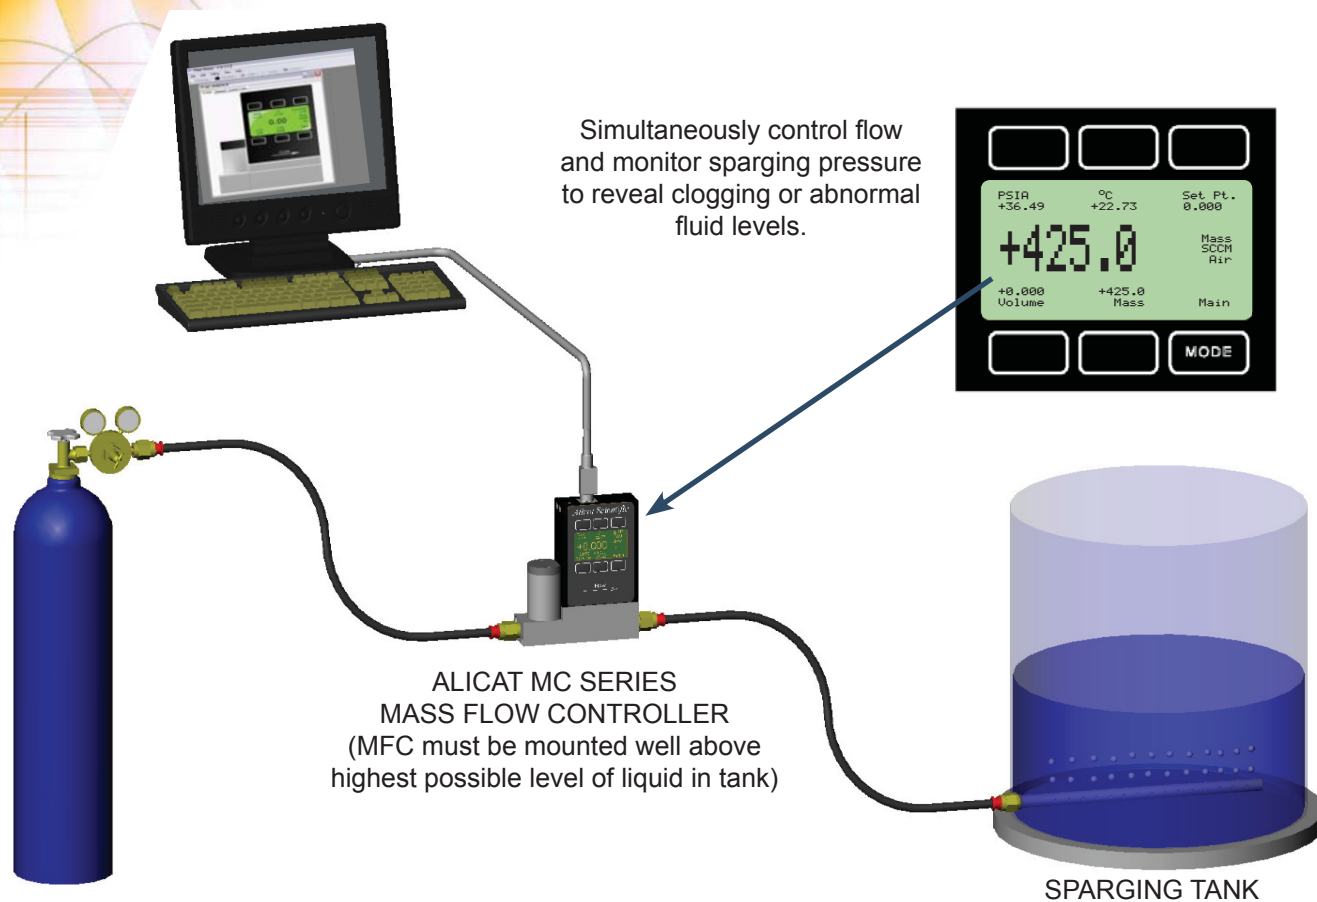 Simultaneously control flow
and monitor sparging pressure
to reveal clogging or abnormal
fluid levels.
PSIA °C Set Pt.
+36.49 +22.73 0.000
+425.0
Mass
SCCM
Air
+0.000 +425.0
Volume Mass Main
MODE
Alicat Scientific
ALICAT MC SERIES
MASS FLOW CONTROLLER
(MFC must be mounted well above
highest possible level of liquid in tank)
SPARGING TANK